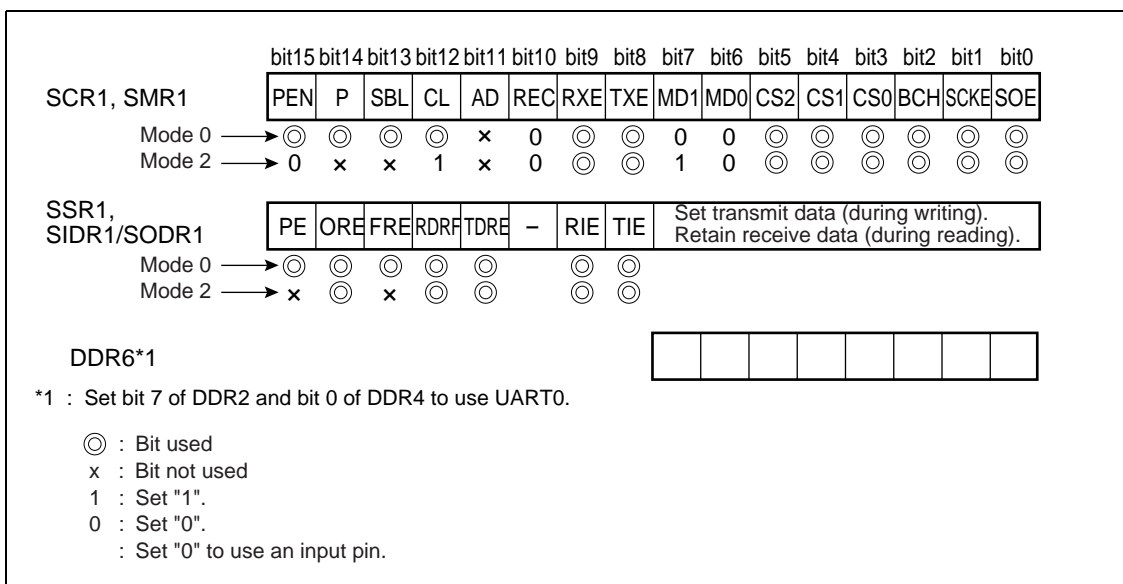 bit15 bit14 bit13 bit12 bit11 bit10 bit9 bit8 bit7 bit6 bit5 bit4 bit3 bit2 bit1 bit0
SCR1, SMR1 PEN P SBL CL AD REC RXE TXE MD1 MD0 CS2 CS1 CS0 BCH SCKE SOE
Mode 0 ◎ ◎ ◎ ◎ × 0 ◎ ◎ 0 0 ◎ ◎ ◎ ◎ ◎ ◎
Mode 2 0 × × 1 × 0 ◎ ◎ 1 0 ◎ ◎ ◎ ◎ ◎ ◎
SSR1,
SIDR1/SODR1 PE ORE FRE RDRF TDRE – RIE TIE Set transmit data (during writing).
Retain receive data (during reading).
Mode 0 ◎ ◎ ◎ ◎ ◎ ◎ ◎
Mode 2 × ◎ × ◎ ◎ ◎ ◎
DDR6*1
*1 : Set bit 7 of DDR2 and bit 0 of DDR4 to use UART0.
◎ : Bit used
x : Bit not used
1 : Set "1".
0 : Set "0".
: Set "0" to use an input pin.